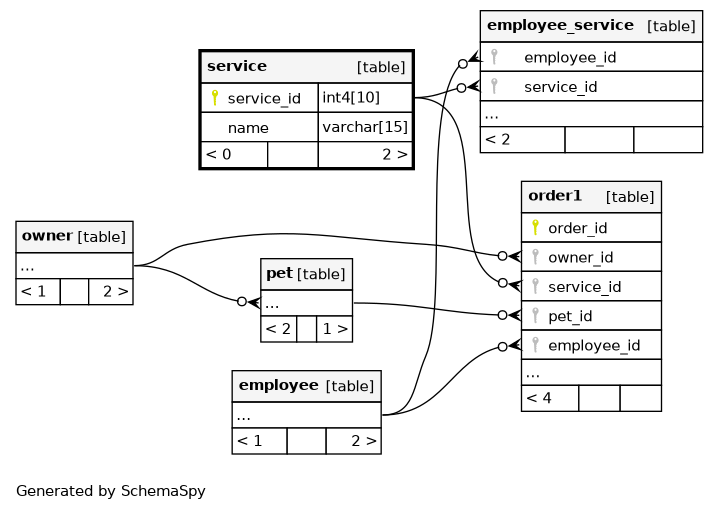 employee_service [table]
employee_id
service_id
...
< 2
service [table]
service_id int4[10]
name varchar[15]
< 0 2 >
order1 [table]
order_id
owner_id
service_id
pet_id
employee_id
...
< 4
owner [table]
...
< 1 2 >
pet [table]
...
< 2 1 >
employee [table]
...
< 1 2 >
Generated by SchemaSpy